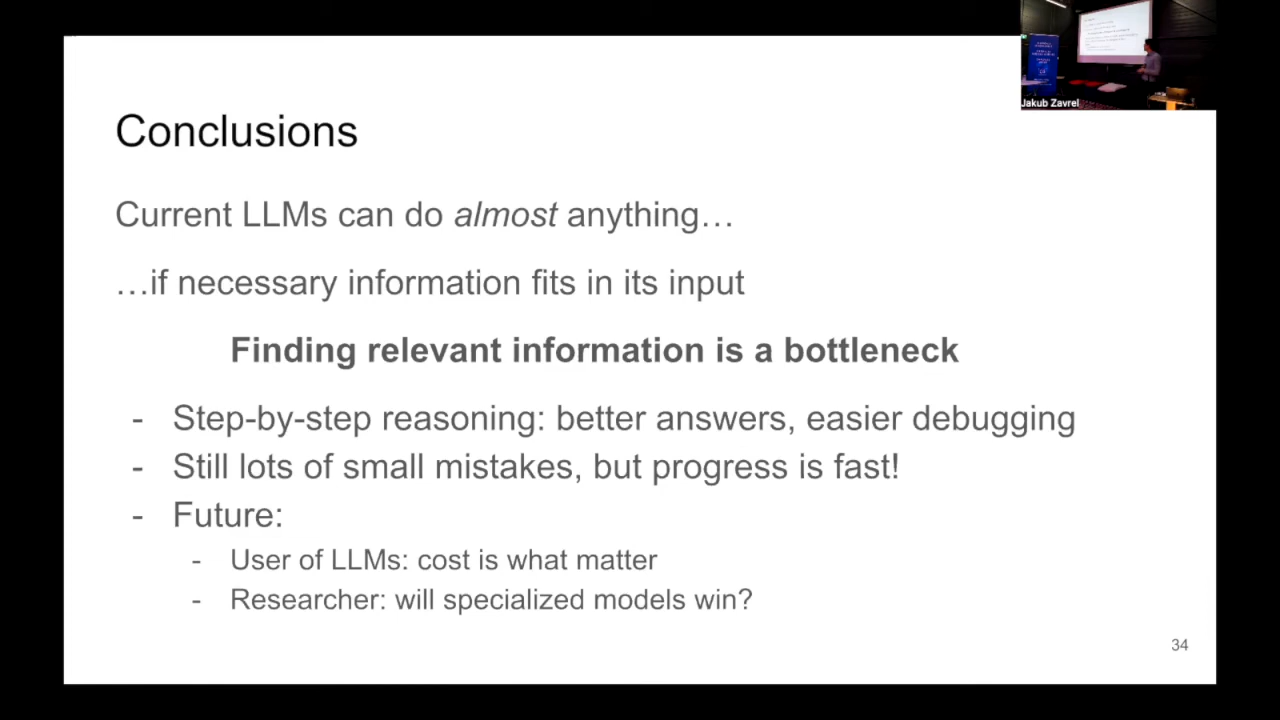 Jakub Zavrel
Conclusions
Current LLMs can do almost anything…
…if necessary information fits in its input
Finding relevant information is a bottleneck
- Step-by-step reasoning: better answers, easier debugging
- Still lots of small mistakes, but progress is fast!
- Future:
- User of LLMs: cost is what matter
- Researcher: will specialized models win?
34